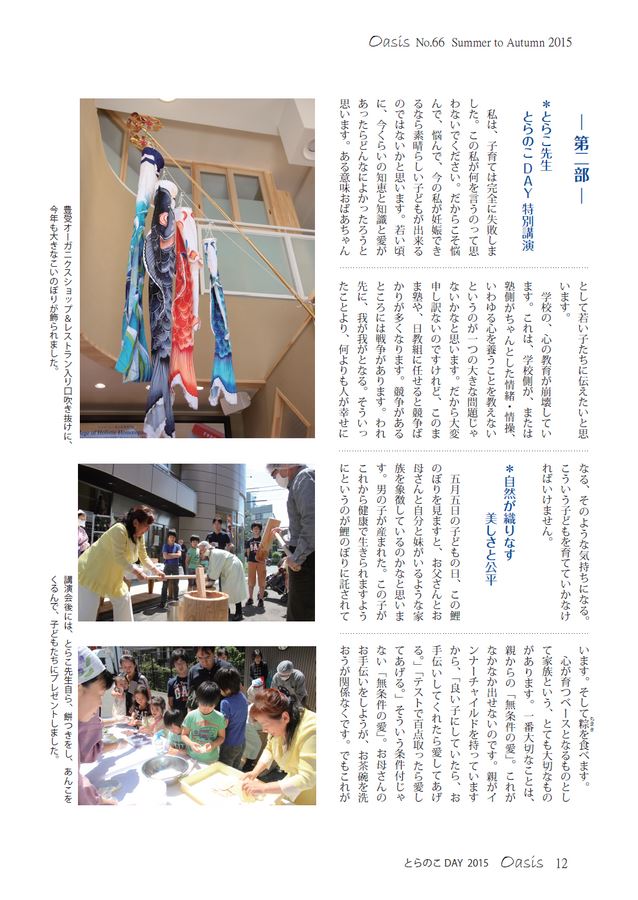 Oasis No.66 Summer to Autumn 2015
― 第二部 ―
＊とらこ先生
とらのこDAY特別講演
私は、子育ては完全に失敗しま
した。この私が何を言うのって思
わないでください。だからこそ悩
んで、悩んで、今の私が妊娠でき
るなら素晴らしい子どもが出来る
のではないかと思います。若い頃
に、今くらいの知恵と知識と愛が
あったらどんなによかったろうと
思います。ある意味おばあちゃん
として若い子たちに伝えたいと思
います。
学校の、心の教育が崩壊してい
ます。これは、学校側が、または
塾側がちゃんとした情緒・情操、
いわゆる心を養うことを教えない
というのが一つの大きな問題じゃ
ないかなと思います。だから大変
申し訳ないのですけれど、このま
ま塾や、日教組に任せると競争ば
かりが多くなります。競争がある
ところには戦争があります。われ
先に、我が我がとなる。そういっ
たことより、何よりも人が幸せに
なる、そのような気持ちになる。
こういう子どもを育てていかなけ
ればいけません。
＊自然が織りなす
美しさと公平
五月五日の子どもの日、この鯉
のぼりを見ますと、お父さんとお
母さんと自分と妹がいるような家
族を象徴しているのかなと思いま
す。男の子が産まれた。この子が
これから健康で生きられますよう
にというのが鯉のぼりに託されて
います。そして粽を食べます。
ちまき
心が育つベースとなるものとし
て家族という、とても大切なもの
があります。一番大切なことは、
親からの「無条件の愛」。これが
なかなか出せないのです。親がイ
ンナーチャイルドを持っています
から、「良い子にしていたら、お
手伝いしてくれたら愛してあげ
る。」「テストで百点取ったら愛し
てあげる。」そういう条件付じゃ
ない「無条件の愛」。お母さんの
お手伝いをしようが、お茶碗を洗
おうが関係なくです。でもこれが
豊受オーガニクスショップ＆レストラン入り口吹き抜けに、
今年も大きなこいのぼりが飾られました。
講演会後には、とらこ先生自ら、餅つきをし、あんこを
くるんで、子どもたちにプレゼントしました。
とらのこDAY 2015 Oasis 12